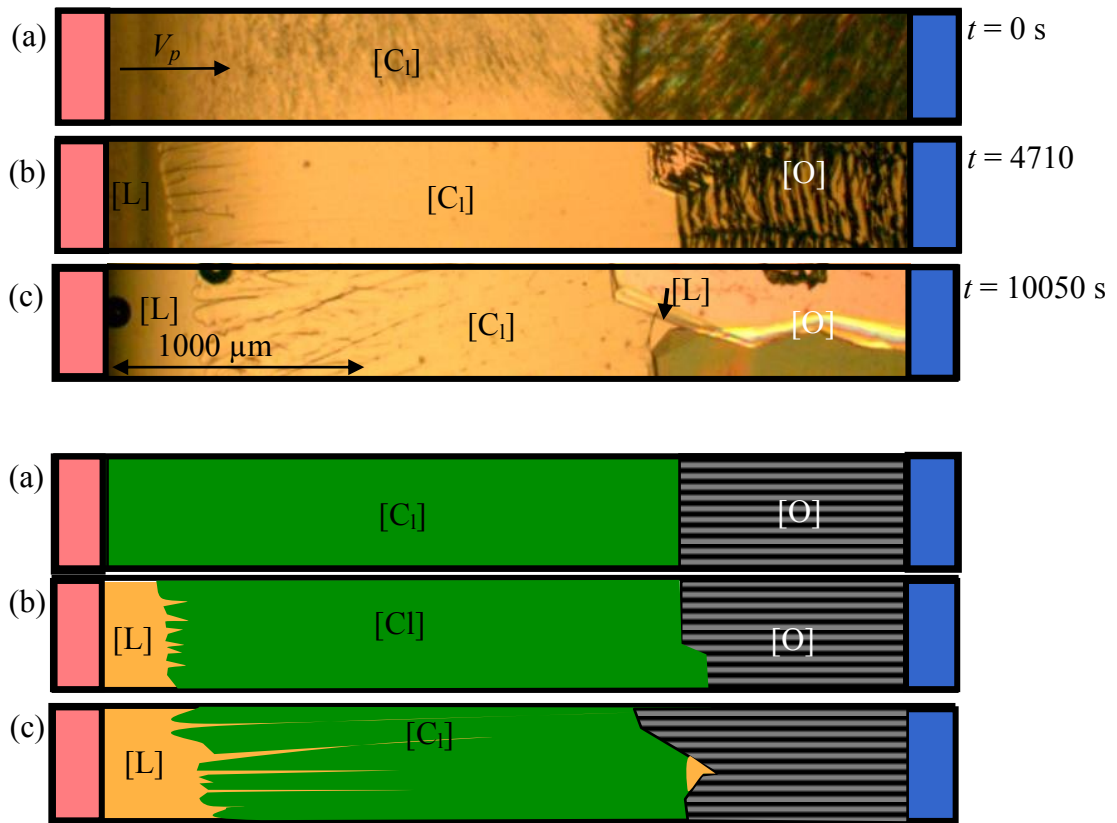 (a) V_p [C_l] t = 0 s
(b) [L] [C_l] [O] t = 4710
(c) [L] [C_l] [L] [O] t = 10050 s
1000 µm
(a) [C_l] [O]
(b) [L] [Cl] [O]
(c) [L] [C_l]